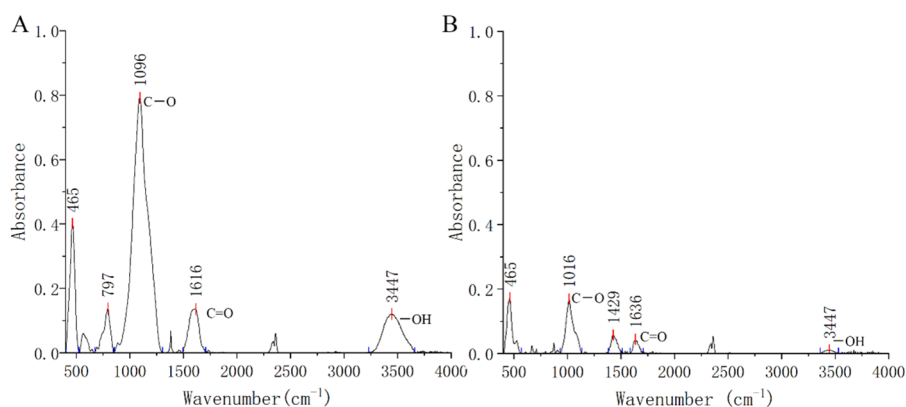 A
1.0
0.8
0.6
0.4
0.2
0.0
Absorbance
465
797
1096
C—O
1616
C=O
3447
—OH
500 1000 1500 2000 2500 3000 3500 4000
Wavenumber(cm⁻¹)
B
1.0
0.8
0.6
0.4
0.2
0.0
Absorbance
465
1016
C—O
1429
1636
C=O
3447
—OH
500 1000 1500 2000 2500 3000 3500 4000
Wavenumber (cm⁻¹)